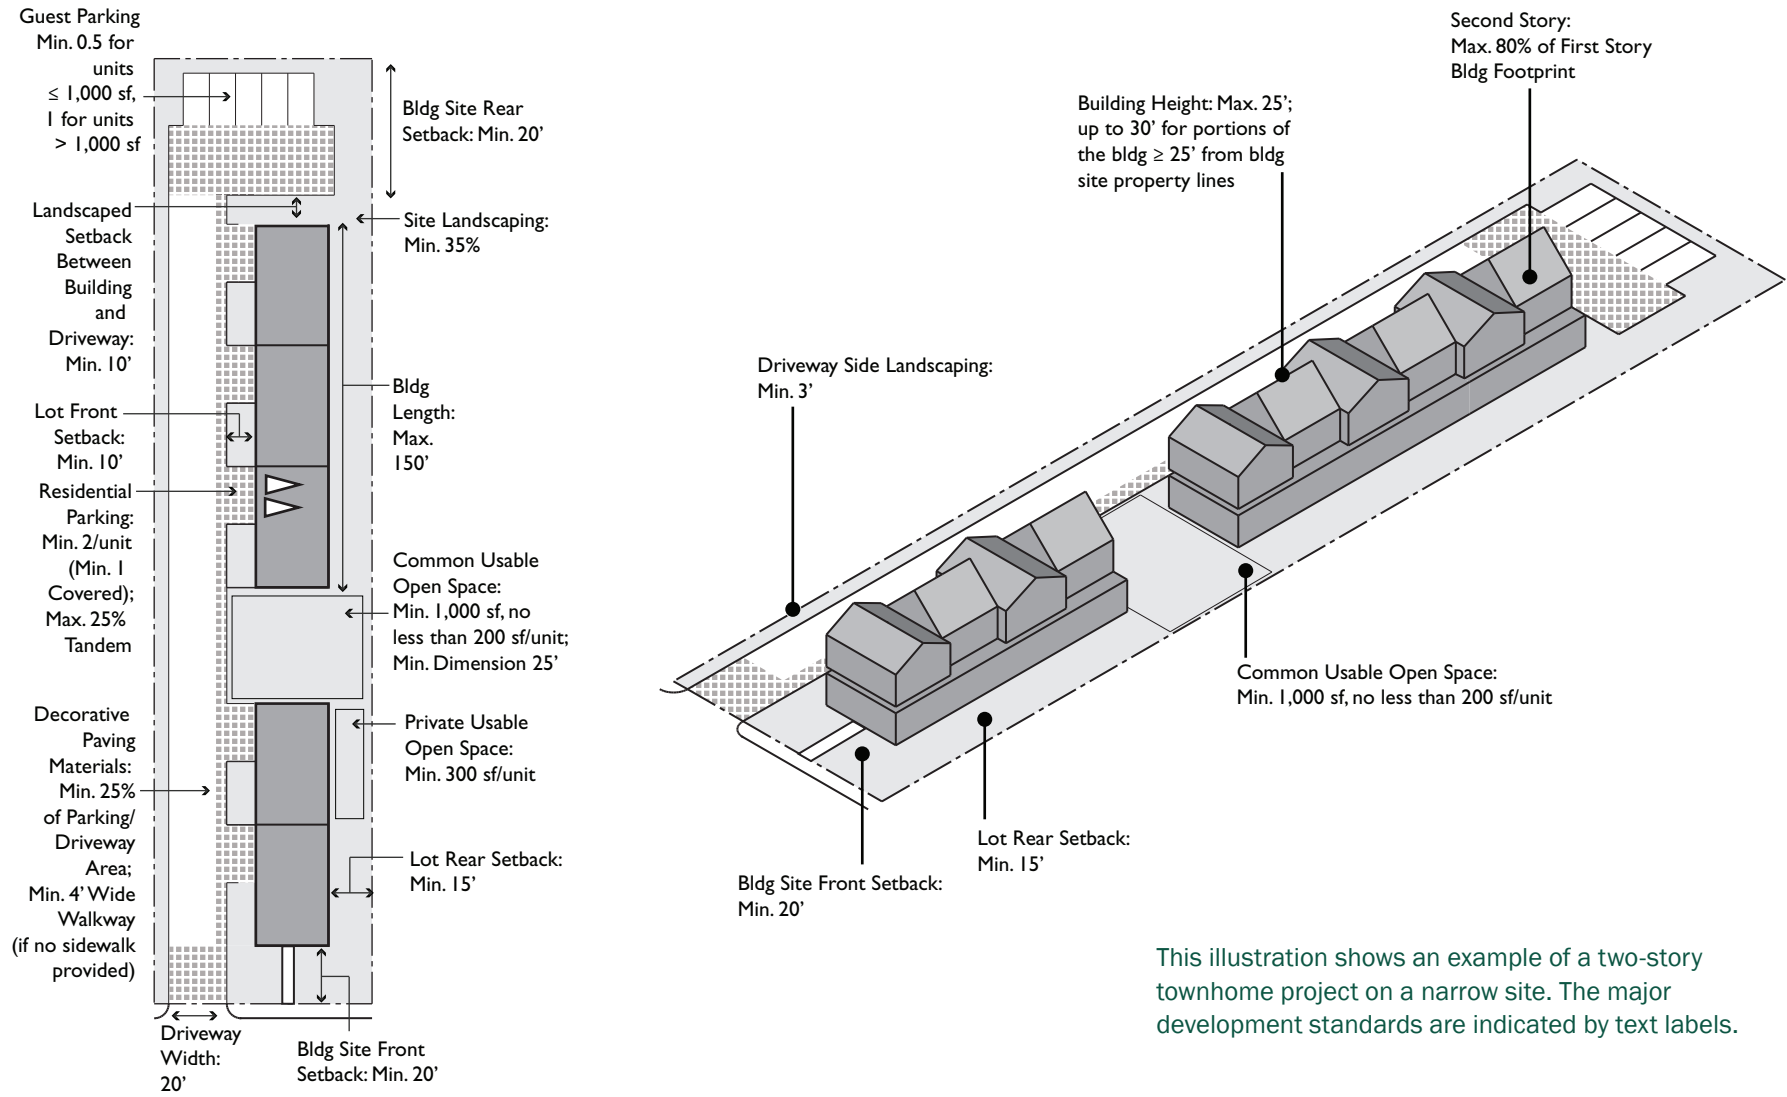 Guest Parking
Min. 0.5 for
units
≤ 1,000 sf,
1 for units
> 1,000 sf
Landscaped
Setback
Between
Building
and
Driveway:
Min. 10’
Lot Front
Setback:
Min. 10’
Residential
Parking:
Min. 2/unit
(Min. 1
Covered);
Max. 25%
Tandem
Decorative
Paving
Materials:
Min. 25%
of Parking/
Driveway
Area;
Min. 4’ Wide
Walkway
(if no sidewalk
provided)
Driveway
Width:
20’
Bldg Site Front
Setback: Min. 20’
Bldg Site Rear
Setback: Min. 20’
Site Landscaping:
Min. 35%
Bldg
Length:
Max.
150’
Common Usable
Open Space:
Min. 1,000 sf, no
less than 200 sf/unit;
Min. Dimension 25’
Private Usable
Open Space:
Min. 300 sf/unit
Lot Rear Setback:
Min. 15’
Second Story:
Max. 80% of First Story
Bldg Footprint
Building Height: Max. 25’;
up to 30’ for portions of
the bldg ≥ 25’ from bldg
site property lines
Driveway Side Landscaping:
Min. 3’
Common Usable Open Space:
Min. 1,000 sf, no less than 200 sf/unit
Lot Rear Setback:
Min. 15’
Bldg Site Front Setback:
Min. 20’
This illustration shows an example of a two-story
townhome project on a narrow site. The major
development standards are indicated by text labels.